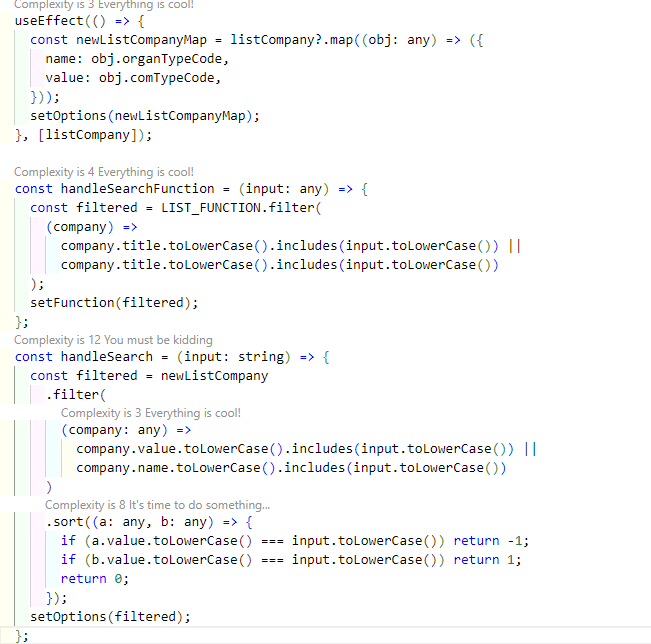 Complexity is 3 Everything is cool!
useEffect(() => {
  const newListCompanyMap = listCompany?.map((obj: any) => ({
    name: obj.organTypeCode,
    value: obj.comTypeCode,
  }));
  setOptions(newListCompanyMap);
}, [listCompany]);

Complexity is 4 Everything is cool!
const handleSearchFunction = (input: any) => {
  const filtered = LIST_FUNCTION.filter(
    (company) =>
      company.title.toLowerCase().includes(input.toLowerCase()) ||
      company.title.toLowerCase().includes(input.toLowerCase())
  );
  setFunction(filtered);
};
Complexity is 12 You must be kidding
const handleSearch = (input: string) => {
  const filtered = newListCompany
    .filter(
      Complexity is 3 Everything is cool!
      (company: any) =>
        company.value.toLowerCase().includes(input.toLowerCase()) ||
        company.name.toLowerCase().includes(input.toLowerCase())
    )
    Complexity is 8 It's time to do something...
    .sort((a: any, b: any) => {
      if (a.value.toLowerCase() === input.toLowerCase()) return -1;
      if (b.value.toLowerCase() === input.toLowerCase()) return 1;
      return 0;
    });
  setOptions(filtered);
};